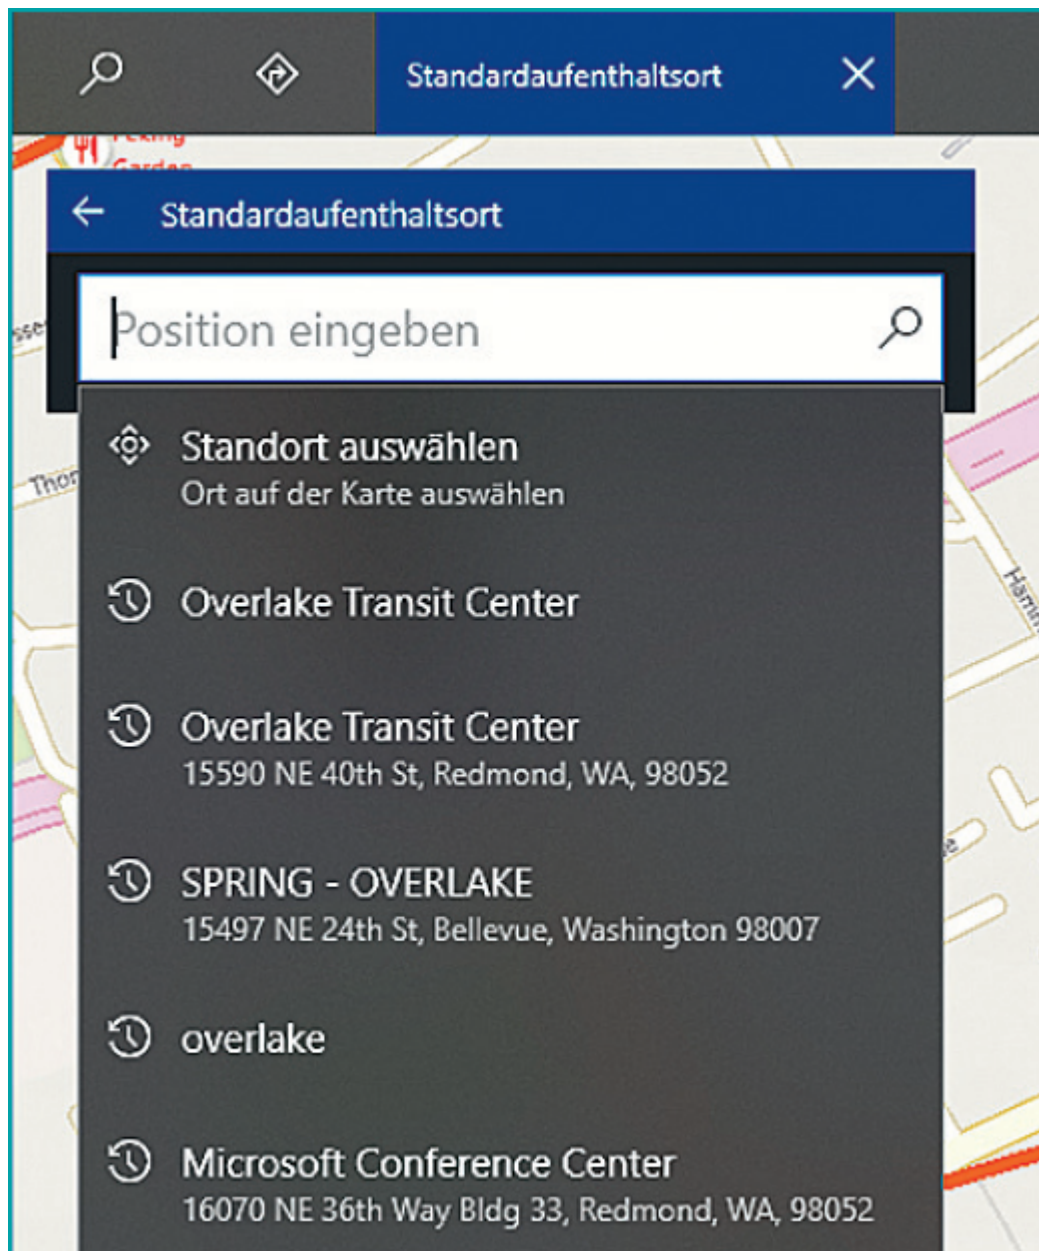 Standardaufenthaltsort
Garden
Standardaufenthaltsort
Position eingeben
Standort auswählen
Ort auf der Karte auswählen
Overlake Transit Center
Overlake Transit Center
15590 NE 40th St, Redmond, WA, 98052
SPRING - OVERLAKE
15497 NE 24th St, Bellevue, Washington 98007
overlake
Microsoft Conference Center
16070 NE 36th Way Bldg 33, Redmond, WA, 98052